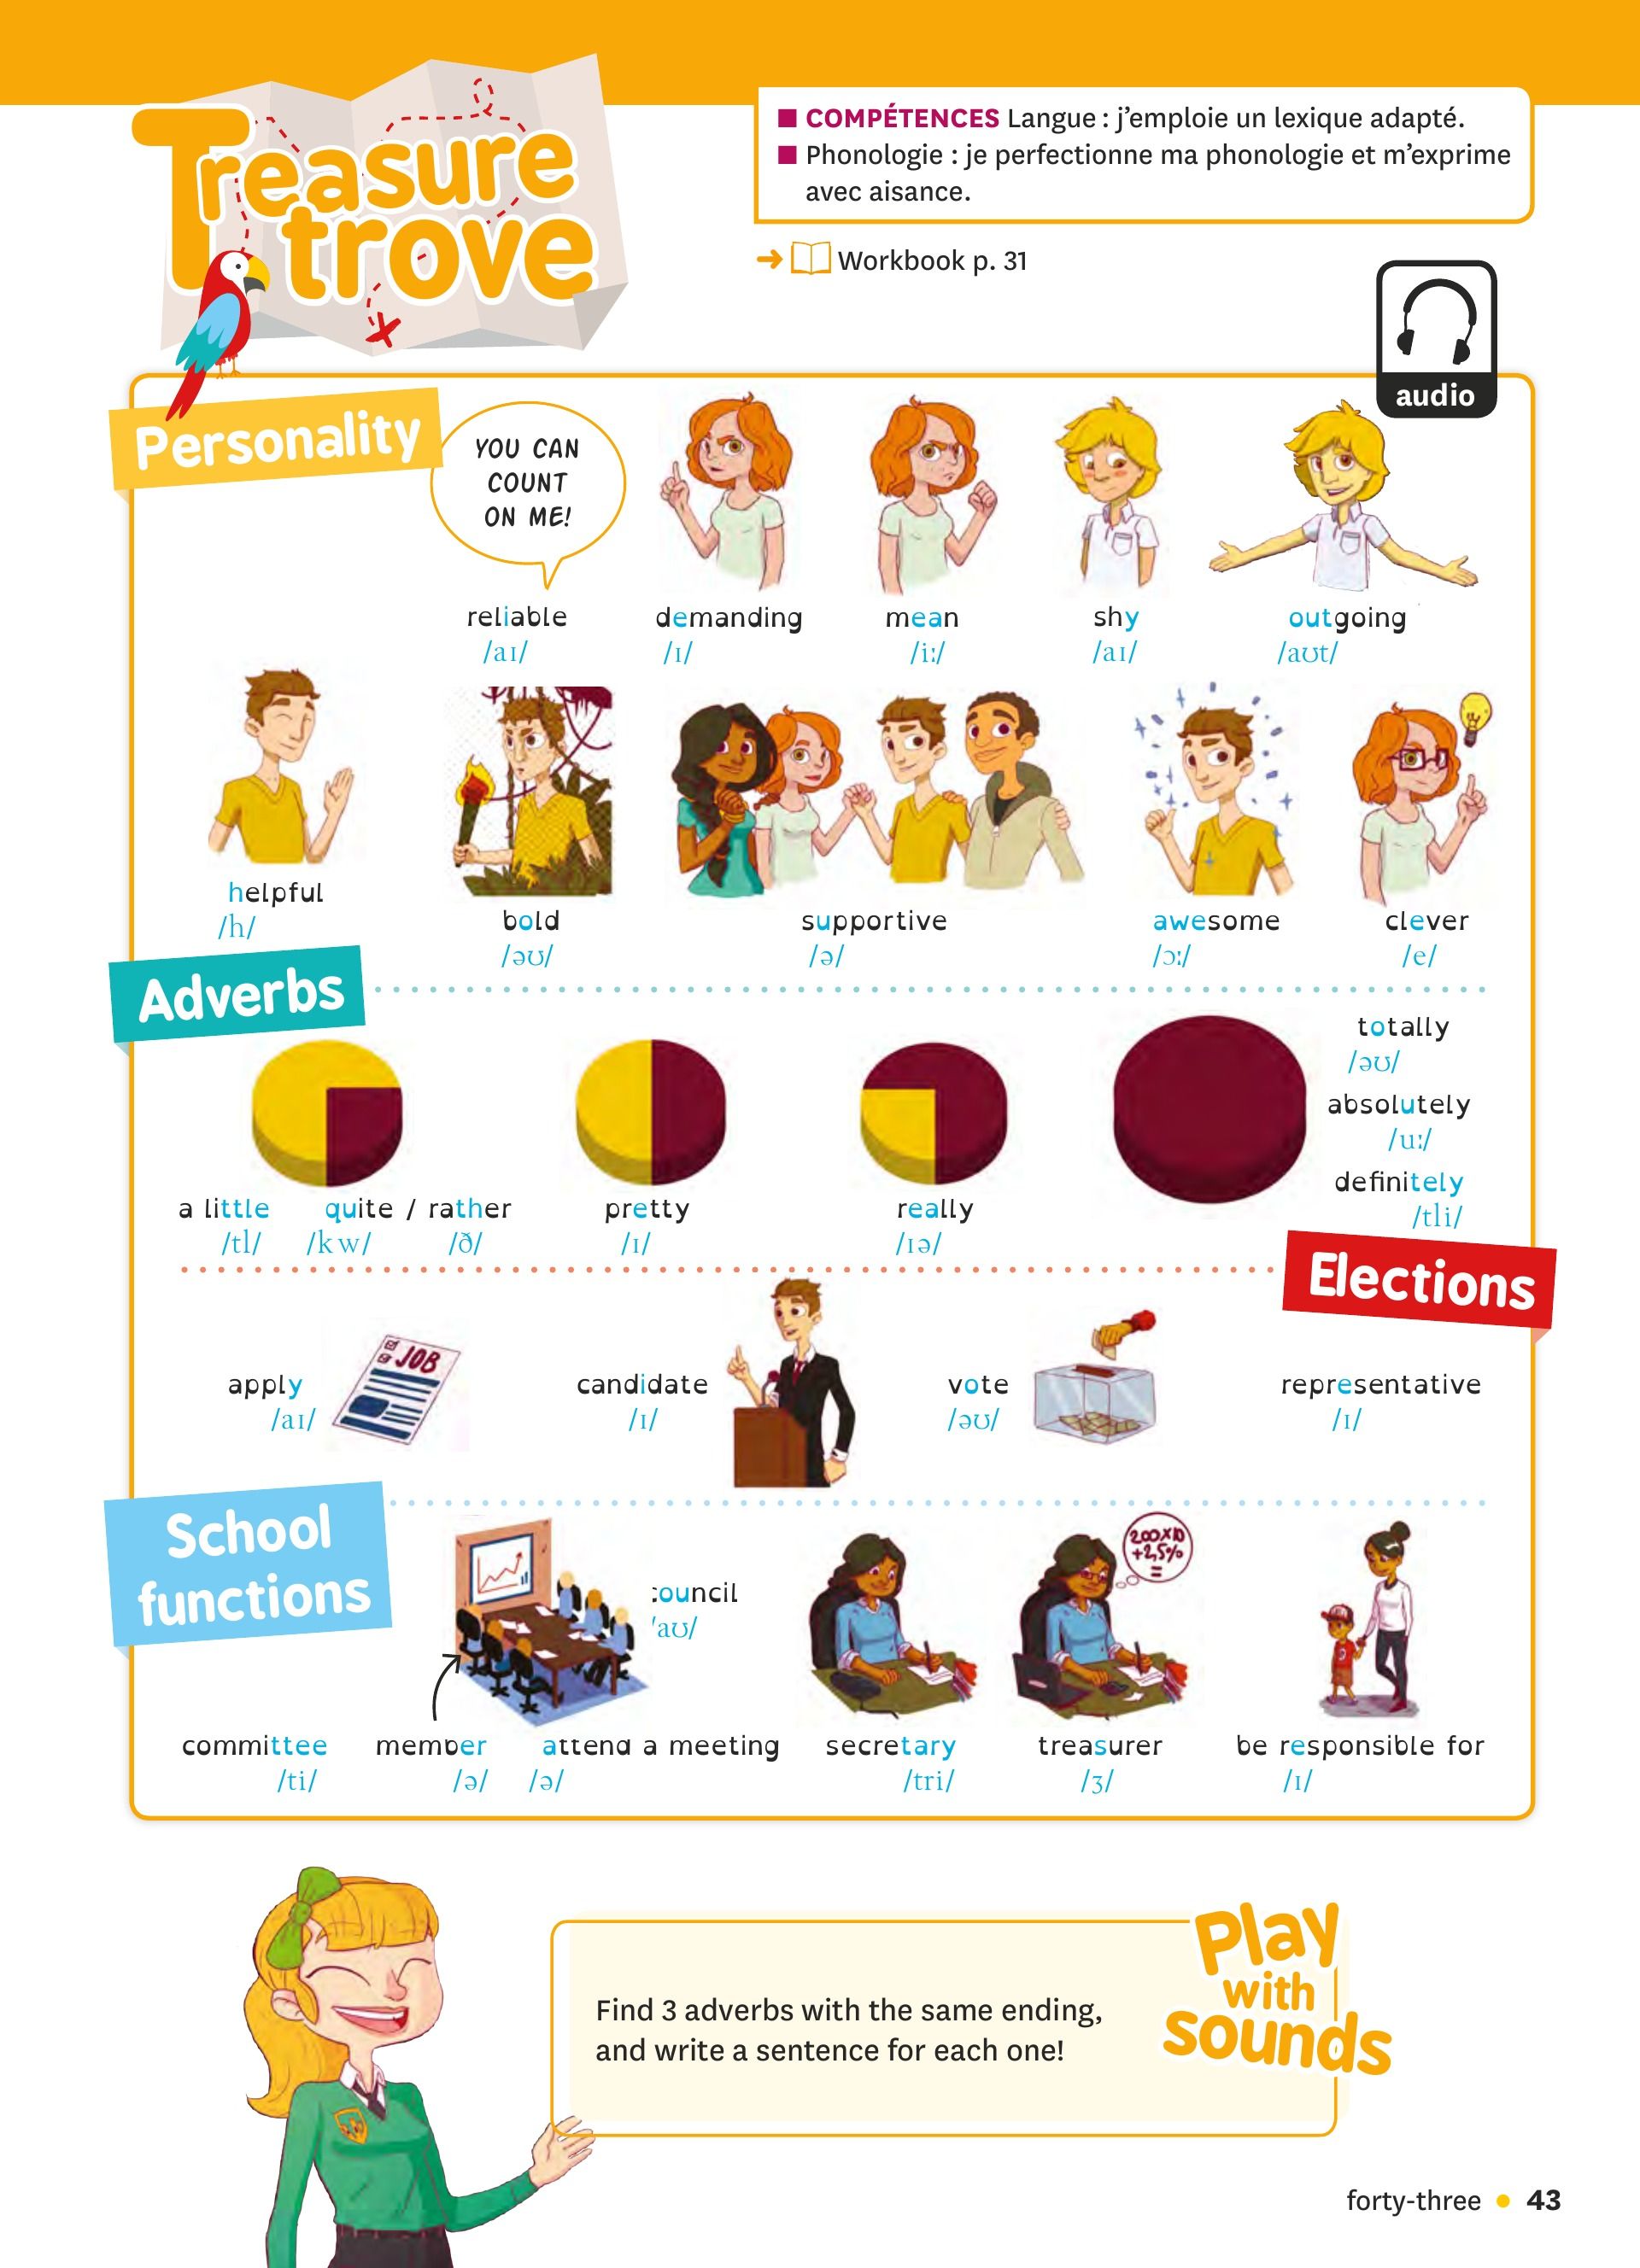 Treasure
trove
■ COMPÉTENCES Langue : j'emploie un lexique adapté.
■ Phonologie : je perfectionne ma phonologie et m'exprime
avec aisance.
➜ Workbook p. 31
audio
Personality
YOU CAN
COUNT
ON ME!
reliable demanding mean shy outgoing
/aɪ/ /ɪ/ /iː/ /aɪ/ /aʊt/
helpful
/h/
bold supportive awesome clever
/əʊ/ /ə/ /ɔː/ /e/
Adverbs
totally
/əʊ/
absolutely
/uː/
definitely
/tli/
a little quite / rather pretty really
/tl/ /kw/ /ð/ /ɪ/ /ɪə/
Elections
JOB
apply candidate vote representative
/aɪ/ /ɪ/ /əʊ/ /ɪ/
School
functions
200X10
+2,5%
=
ouncil
aʊ/
committee member attend a meeting secretary treasurer be responsible for
/ti/ /ə/ /ə/ /tri/ /ʒ/ /ɪ/
Play
with
sounds
Find 3 adverbs with the same ending,
and write a sentence for each one!
forty-three • 43